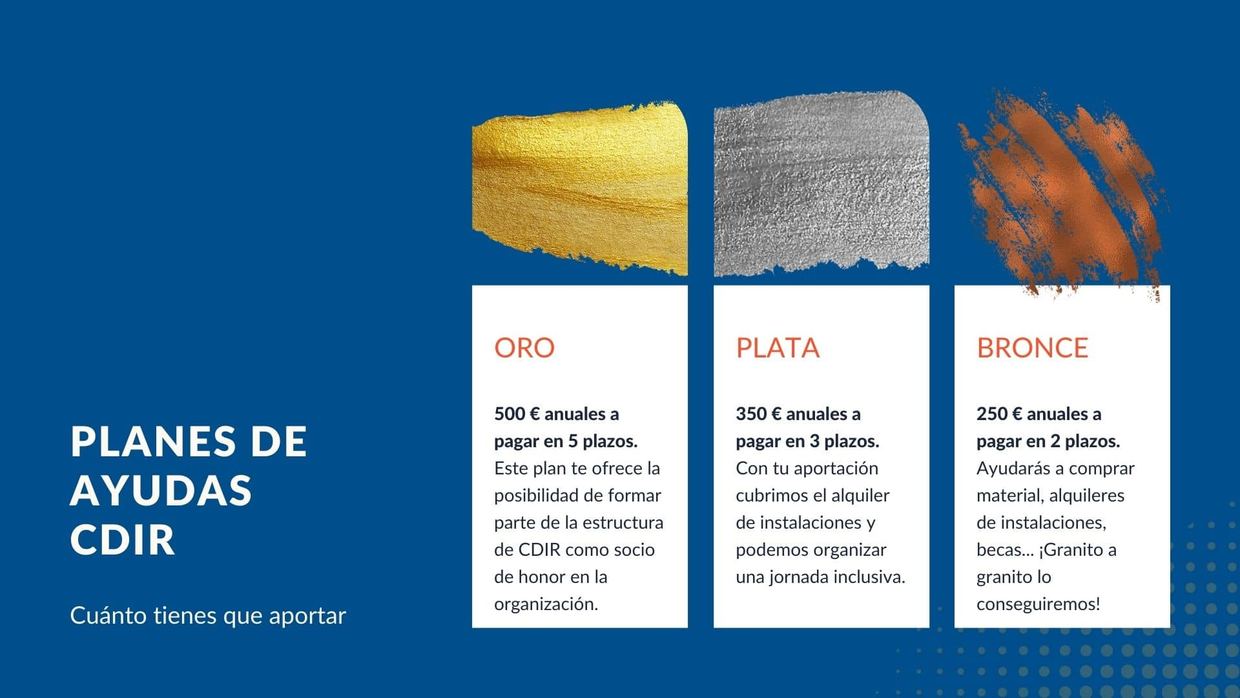 PLANES DE
AYUDAS
CDIR
Cuánto tienes que aportar
ORO
500 € anuales a
pagar en 5 plazos.
Este plan te ofrece la
posibilidad de formar
parte de la estructura
de CDIR como socio
de honor en la
organización.
PLATA
350 € anuales a
pagar en 3 plazos.
Con tu aportación
cubrimos el alquiler
de instalaciones y
podemos organizar
una jornada inclusiva.
BRONCE
250 € anuales a
pagar en 2 plazos.
Ayudarás a comprar
material, alquileres
de instalaciones,
becas... ¡Granito a
granito lo
conseguiremos!